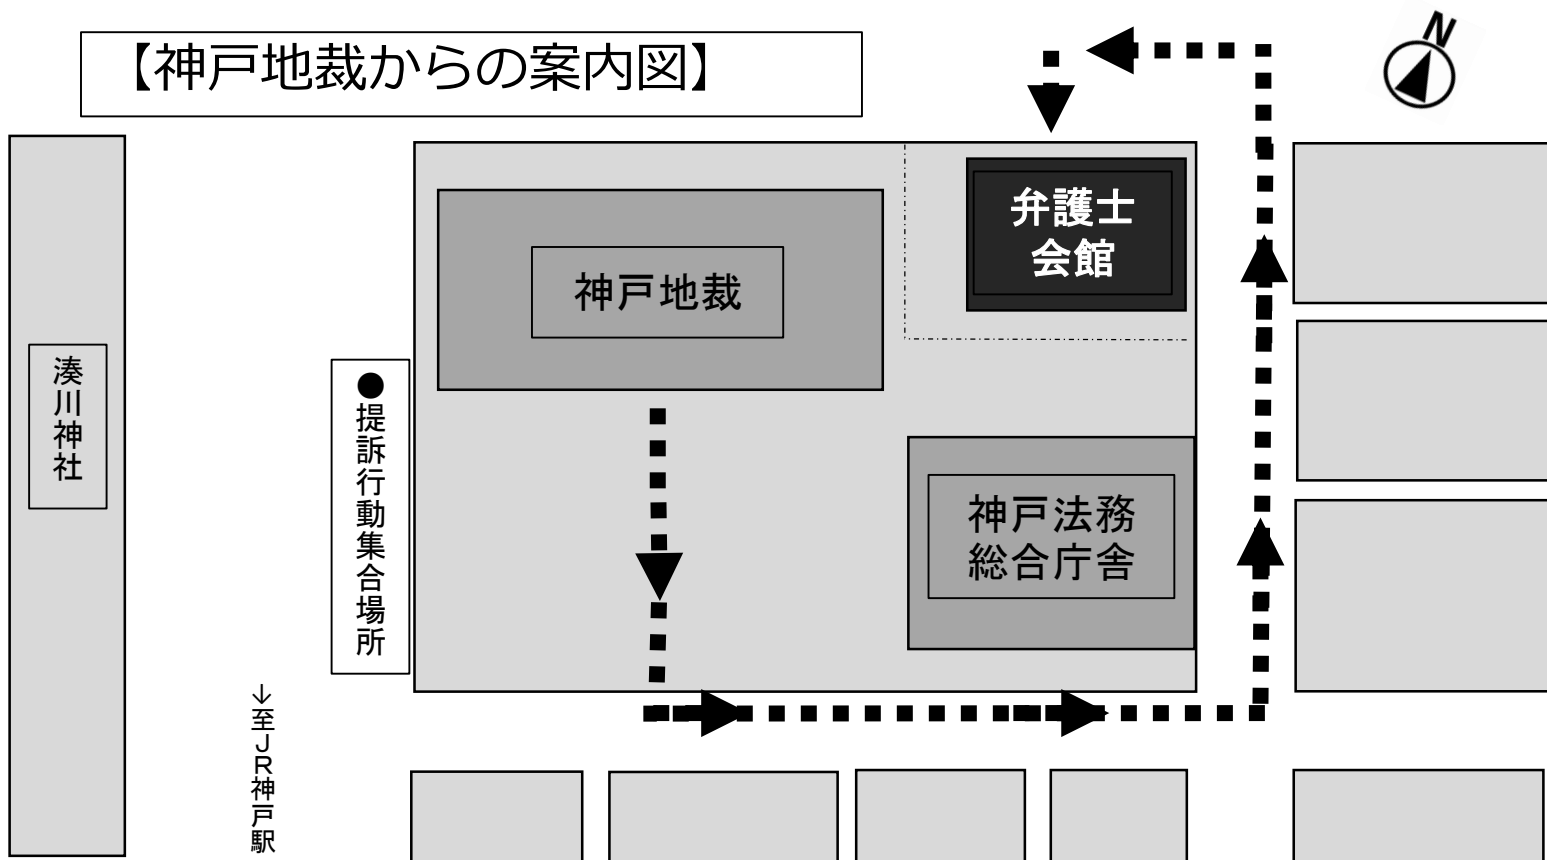 【神戸地裁からの案内図】
N
弁護士
会館
神戸地裁
湊川神社
●提訴行動集合場所
神戸法務
総合庁舎
↓至JR神戸駅